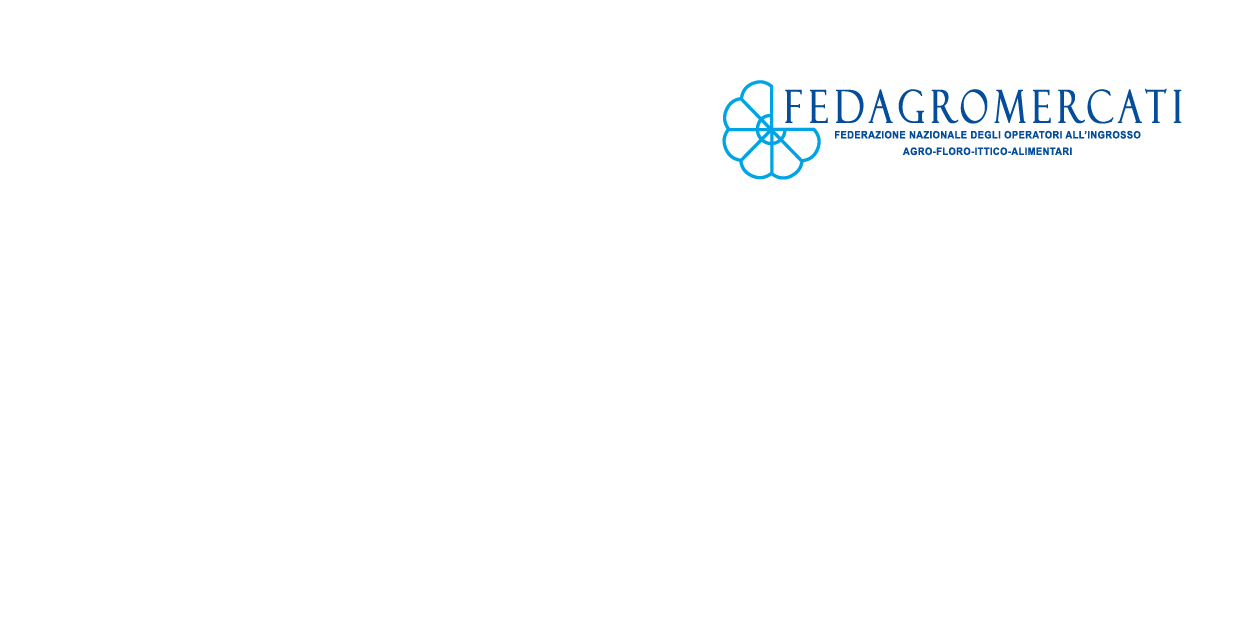 FEDAGROMERCATI
FEDERAZIONE NAZIONALE DEGLI OPERATORI ALL'INGROSSO
AGRO-FLORO-ITTICO-ALIMENTARI